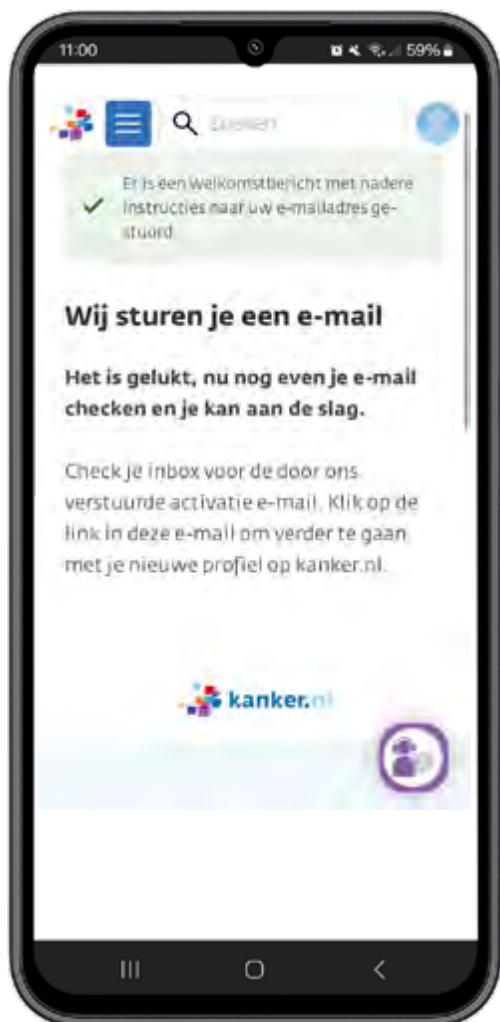 11:00
59%
Zoeken
Er is een welkomstbericht met nadere
instructies naar uw e-mailadres ge-
stuurd
Wij sturen je een e-mail
Het is gelukt, nu nog even je e-mail
checken en je kan aan de slag.
Check je inbox voor de door ons
verstuurde activatie e-mail. Klik op de
link in deze e-mail om verder te gaan
met je nieuwe profiel op kanker.nl.
kanker.nl